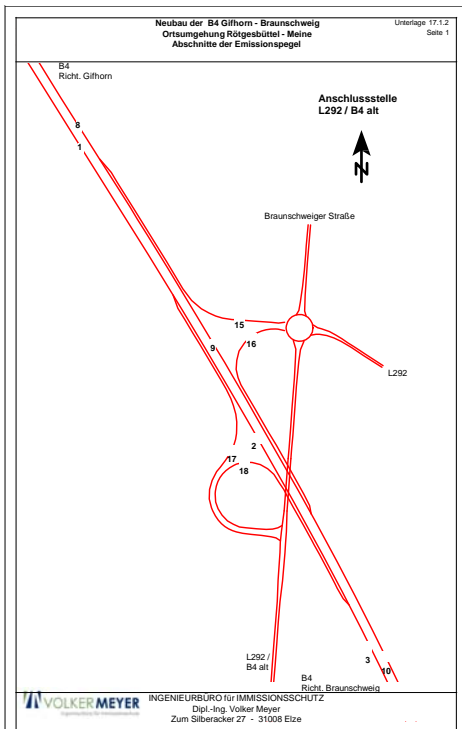 Neubau der B4 Gifhorn - Braunschweig
Ortsumgehung Rötgesbüttel - Meine
Abschnitte der Emissionspegel
Unterlage 17.1.2
Seite 1
B4
Richt. Gifhorn
Anschlussstelle
L292 / B4 alt
N
8
1
Braunschweiger Straße
15
16
9
L292
2
17
18
L292 /
B4 alt
3
10
B4
Richt. Braunschweig
VOLKER MEYER
INGENIEURBÜRO für IMMISSIONSSCHUTZ
Dipl.-Ing. Volker Meyer
Zum Silberacker 27 - 31008 Elze